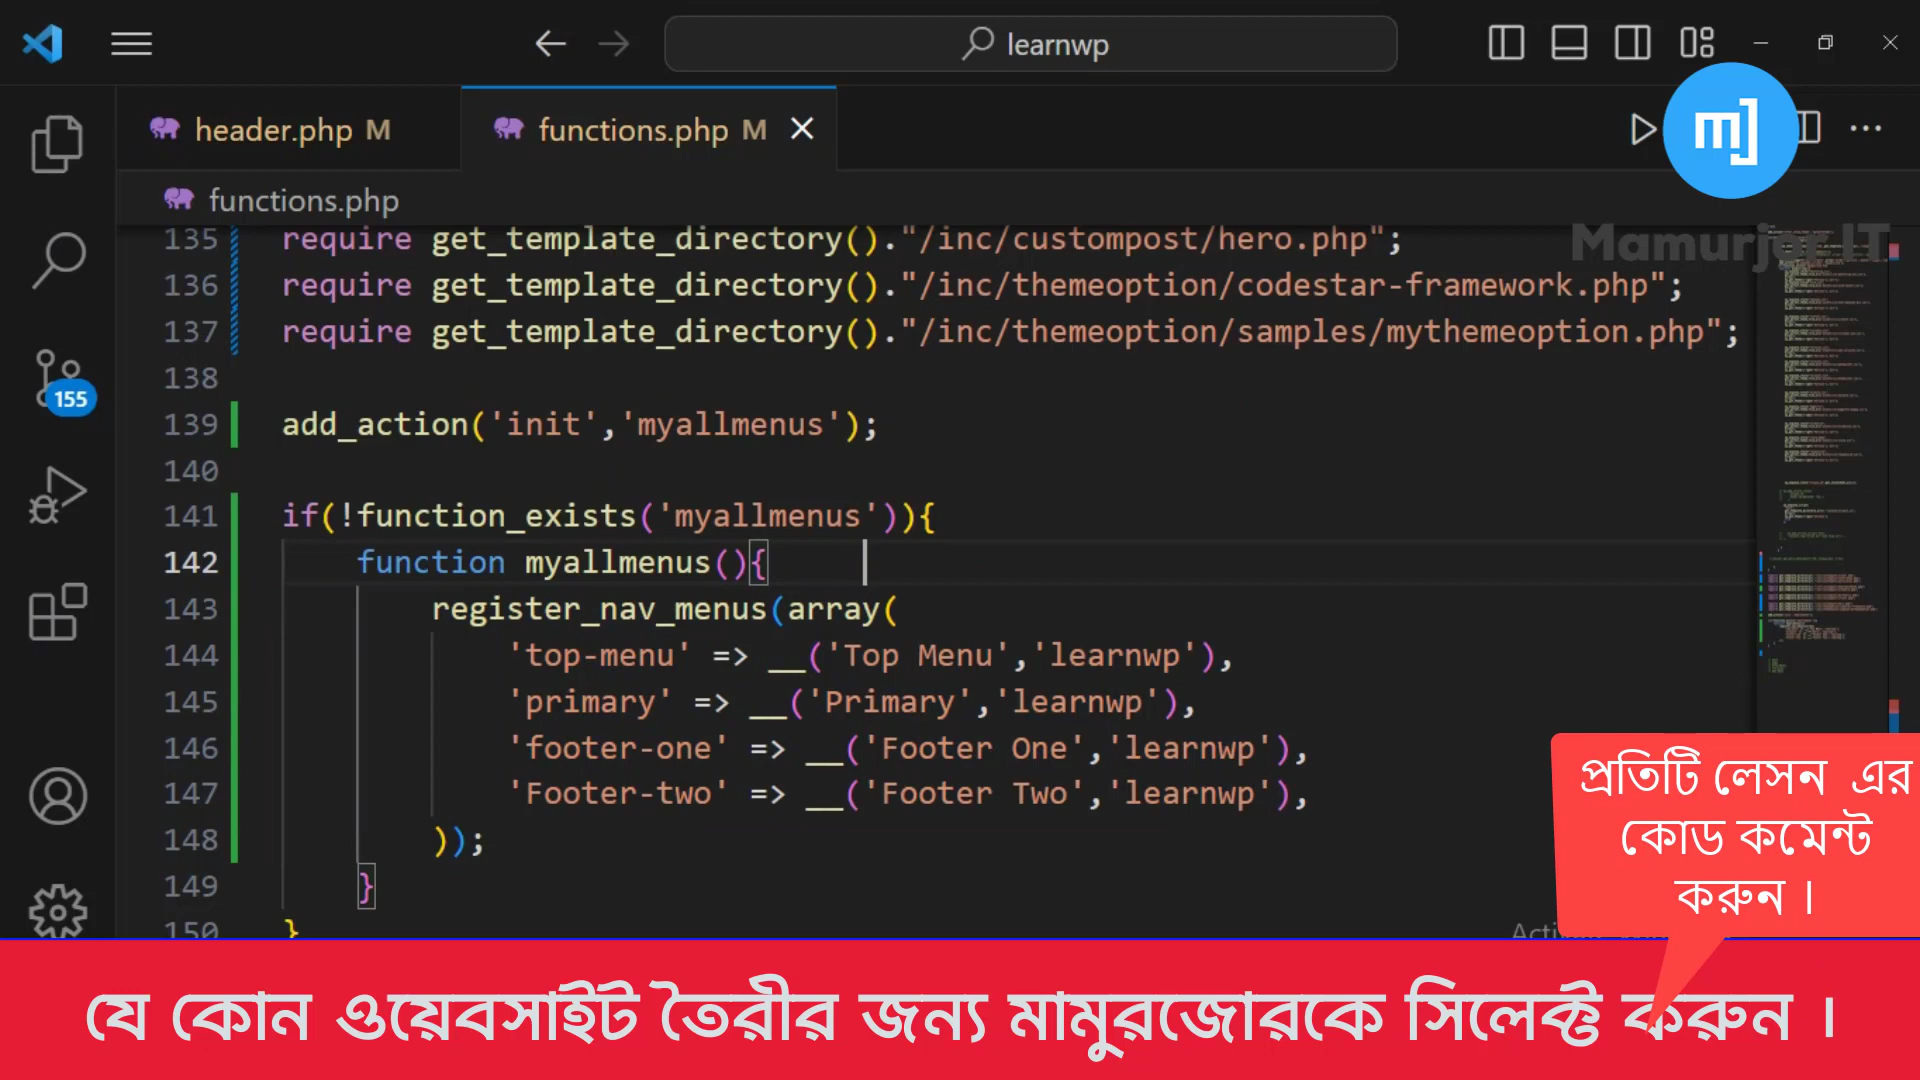 learnwp
header.php M
functions.php M
functions.php
Mamurjor IT
135 require get_template_directory()."/inc/custompost/hero.php";
136 require get_template_directory()."/inc/themeoption/codestar-framework.php";
137 require get_template_directory()."/inc/themeoption/samples/mythemeoption.php";
138
139 add_action('init','myallmenus');
140
141 if(!function_exists('myallmenus')){
142 function myallmenus(){
143 register_nav_menus(array(
144 'top-menu' => __('Top Menu','learnwp'),
145 'primary' => __('Primary','learnwp'),
146 'footer-one' => __('Footer One','learnwp'),
147 'Footer-two' => __('Footer Two','learnwp'),
148 ));
149 }
150 }
155
প্রতিটি লেসন এর
কোড কমেন্ট
করুন ।
যে কোন ওয়েবসাইট তৈরীর জন্য মামুরজোরকে সিলেক্ট করুন ।